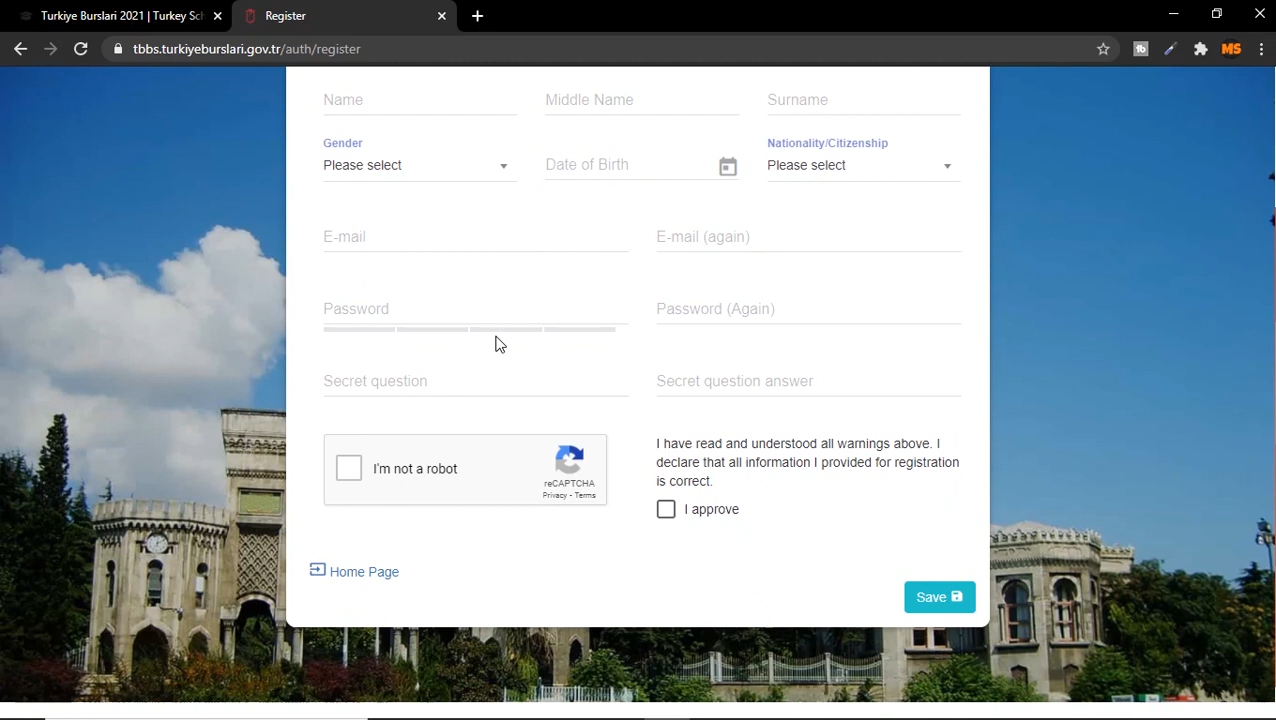 Turkiye Burslari 2021 | Turkey Sch
Register
tbbs.turkiyeburslari.gov.tr/auth/register
MS
Name
Middle Name
Surname
Gender
Nationality/Citizenship
Please select
Date of Birth
Please select
E-mail
E-mail (again)
Password
Password (Again)
Secret question
Secret question answer
I'm not a robot
reCAPTCHA
Privacy - Terms
I have read and understood all warnings above. I
declare that all information I provided for registration
is correct.
I approve
Home Page
Save